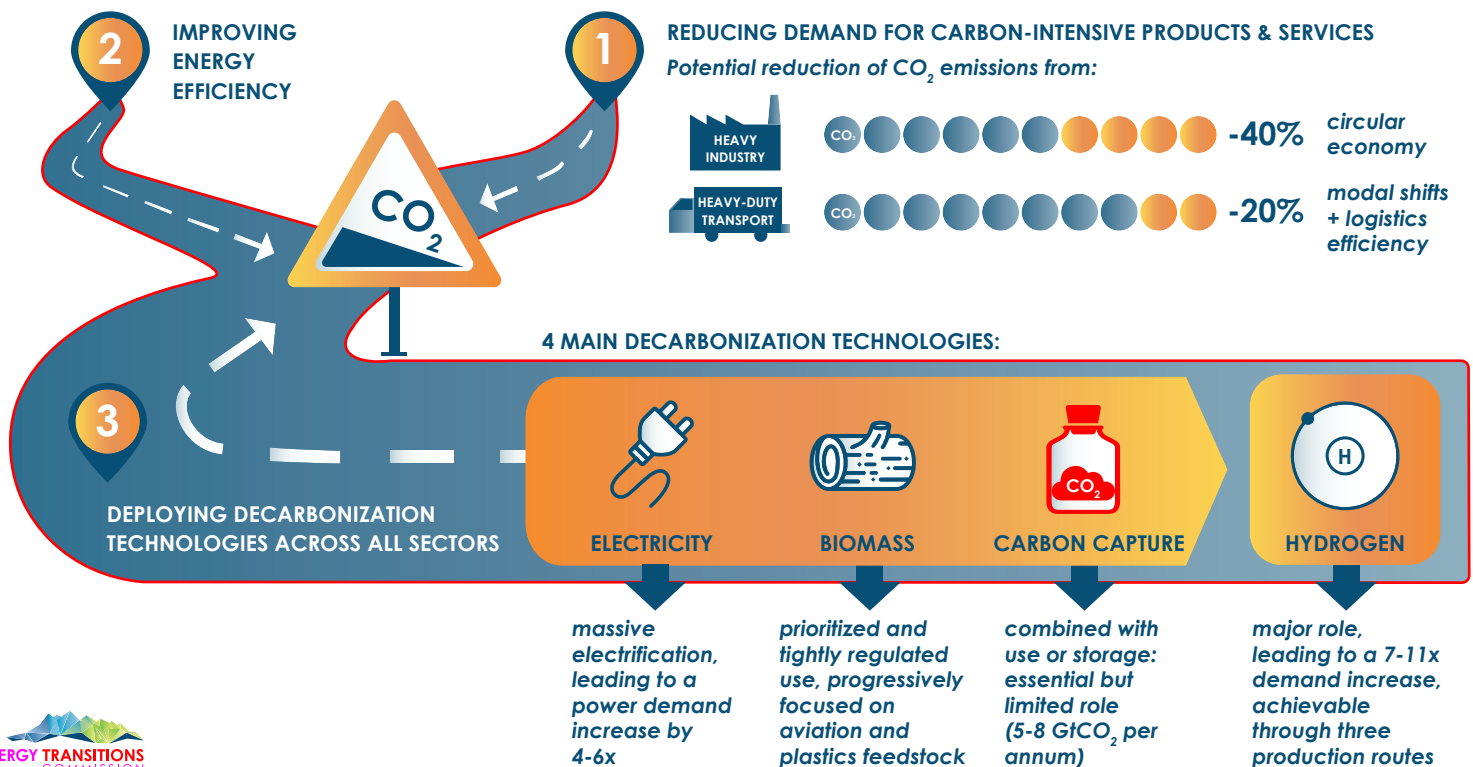 2
IMPROVING
ENERGY
EFFICIENCY
1
REDUCING DEMAND FOR CARBON-INTENSIVE PRODUCTS & SERVICES
Potential reduction of CO₂ emissions from:
HEAVY
INDUSTRY
CO₂
-40%
circular
economy
HEAVY-DUTY
TRANSPORT
CO₂
-20%
modal shifts
+ logistics
efficiency
CO₂
4 MAIN DECARBONIZATION TECHNOLOGIES:
3
DEPLOYING DECARBONIZATION
TECHNOLOGIES ACROSS ALL SECTORS
ELECTRICITY
massive
electrification,
leading to a
power demand
increase by
4-6x
BIOMASS
prioritized and
tightly regulated
use, progressively
focused on
aviation and
plastics feedstock
CO₂
CARBON CAPTURE
combined with
use or storage:
essential but
limited role
(5-8 GtCO₂ per
annum)
H
HYDROGEN
major role,
leading to a 7-11x
demand increase,
achievable
through three
production routes
ERGY TRANSITIONS
COMMISSION